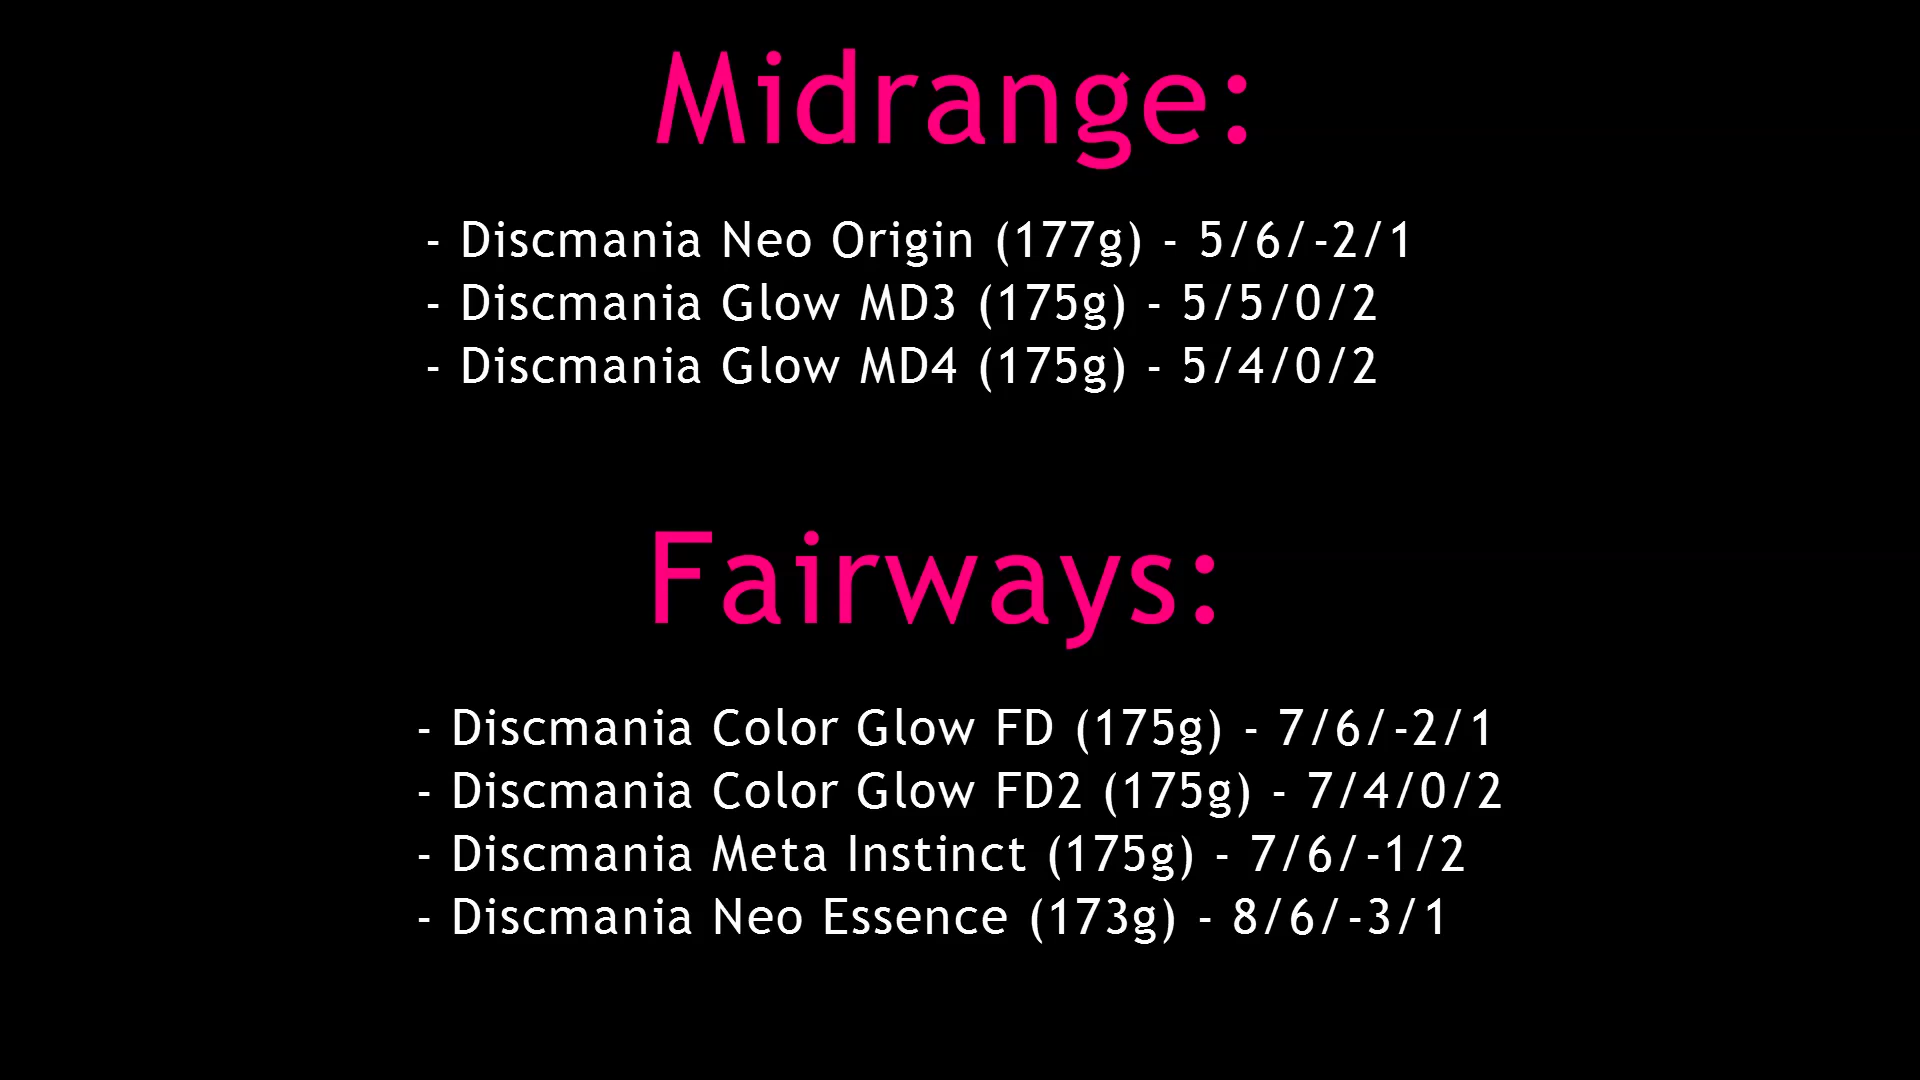 Midrange:
- Discmania Neo Origin (177g) - 5/6/-2/1
- Discmania Glow MD3 (175g) - 5/5/0/2
- Discmania Glow MD4 (175g) - 5/4/0/2
Fairways:
- Discmania Color Glow FD (175g) - 7/6/-2/1
- Discmania Color Glow FD2 (175g) - 7/4/0/2
- Discmania Meta Instinct (175g) - 7/6/-1/2
- Discmania Neo Essence (173g) - 8/6/-3/1